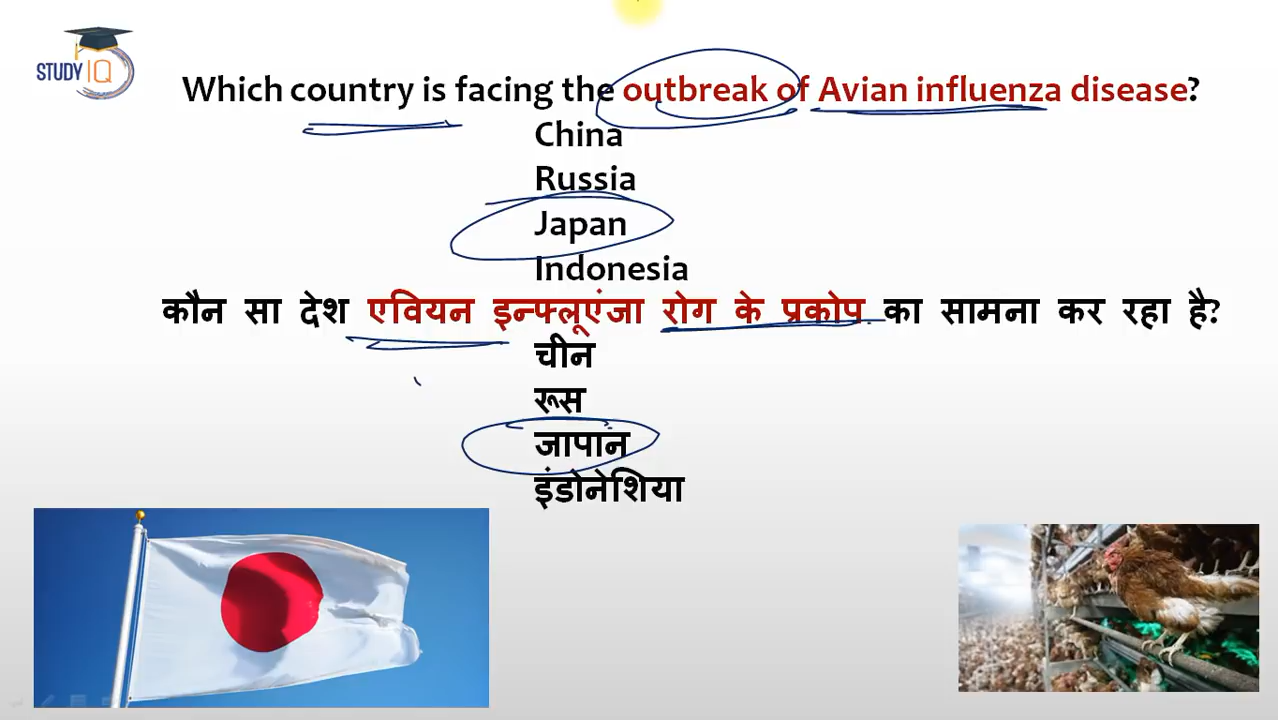 STUDY IQ
Which country is facing the outbreak of Avian influenza disease?
China
Russia
Japan
Indonesia
कौन सा देश एवियन इन्फ्लूएंजा रोग के प्रकोप का सामना कर रहा है?
चीन
रूस
जापान
इंडोनेशिया